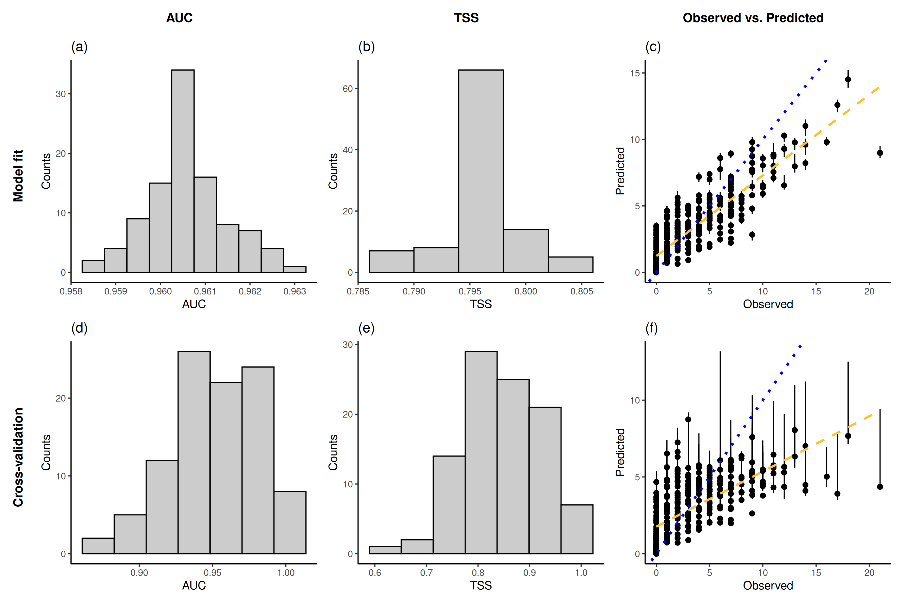 AUC
TSS
Observed vs. Predicted
Model fit
(a)
30
20
10
0
Counts
0.958
0.959
0.960
0.961
0.962
0.963
AUC
(b)
60
40
20
0
Counts
0.785
0.790
0.795
0.800
0.805
TSS
(c)
15
10
5
0
Predicted
0
5
10
15
20
Observed
Cross-validation
(d)
20
10
0
Counts
0.90
0.95
1.00
AUC
(e)
30
20
10
0
Counts
0.6
0.7
0.8
0.9
1.0
TSS
(f)
10
5
0
Predicted
0
5
10
15
20
Observed